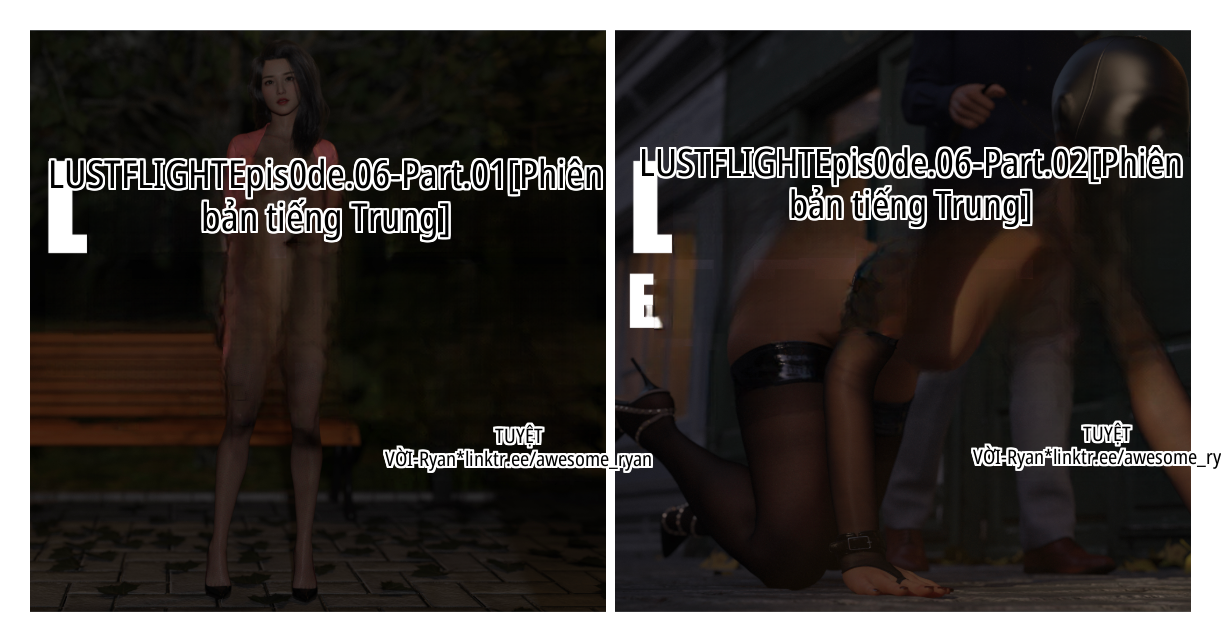 LUSTFLIGHTEpis0de.06-Part.01[Phiên
bản tiếng Trung]
TUYỆT
VỜI-Ryan*linktr.ee/awesome_ryan
LUSTFLIGHTEpis0de.06-Part.02[Phiên
bản tiếng Trung]
TUYỆT
VỜI-Ryan*linktr.ee/awesome_ry